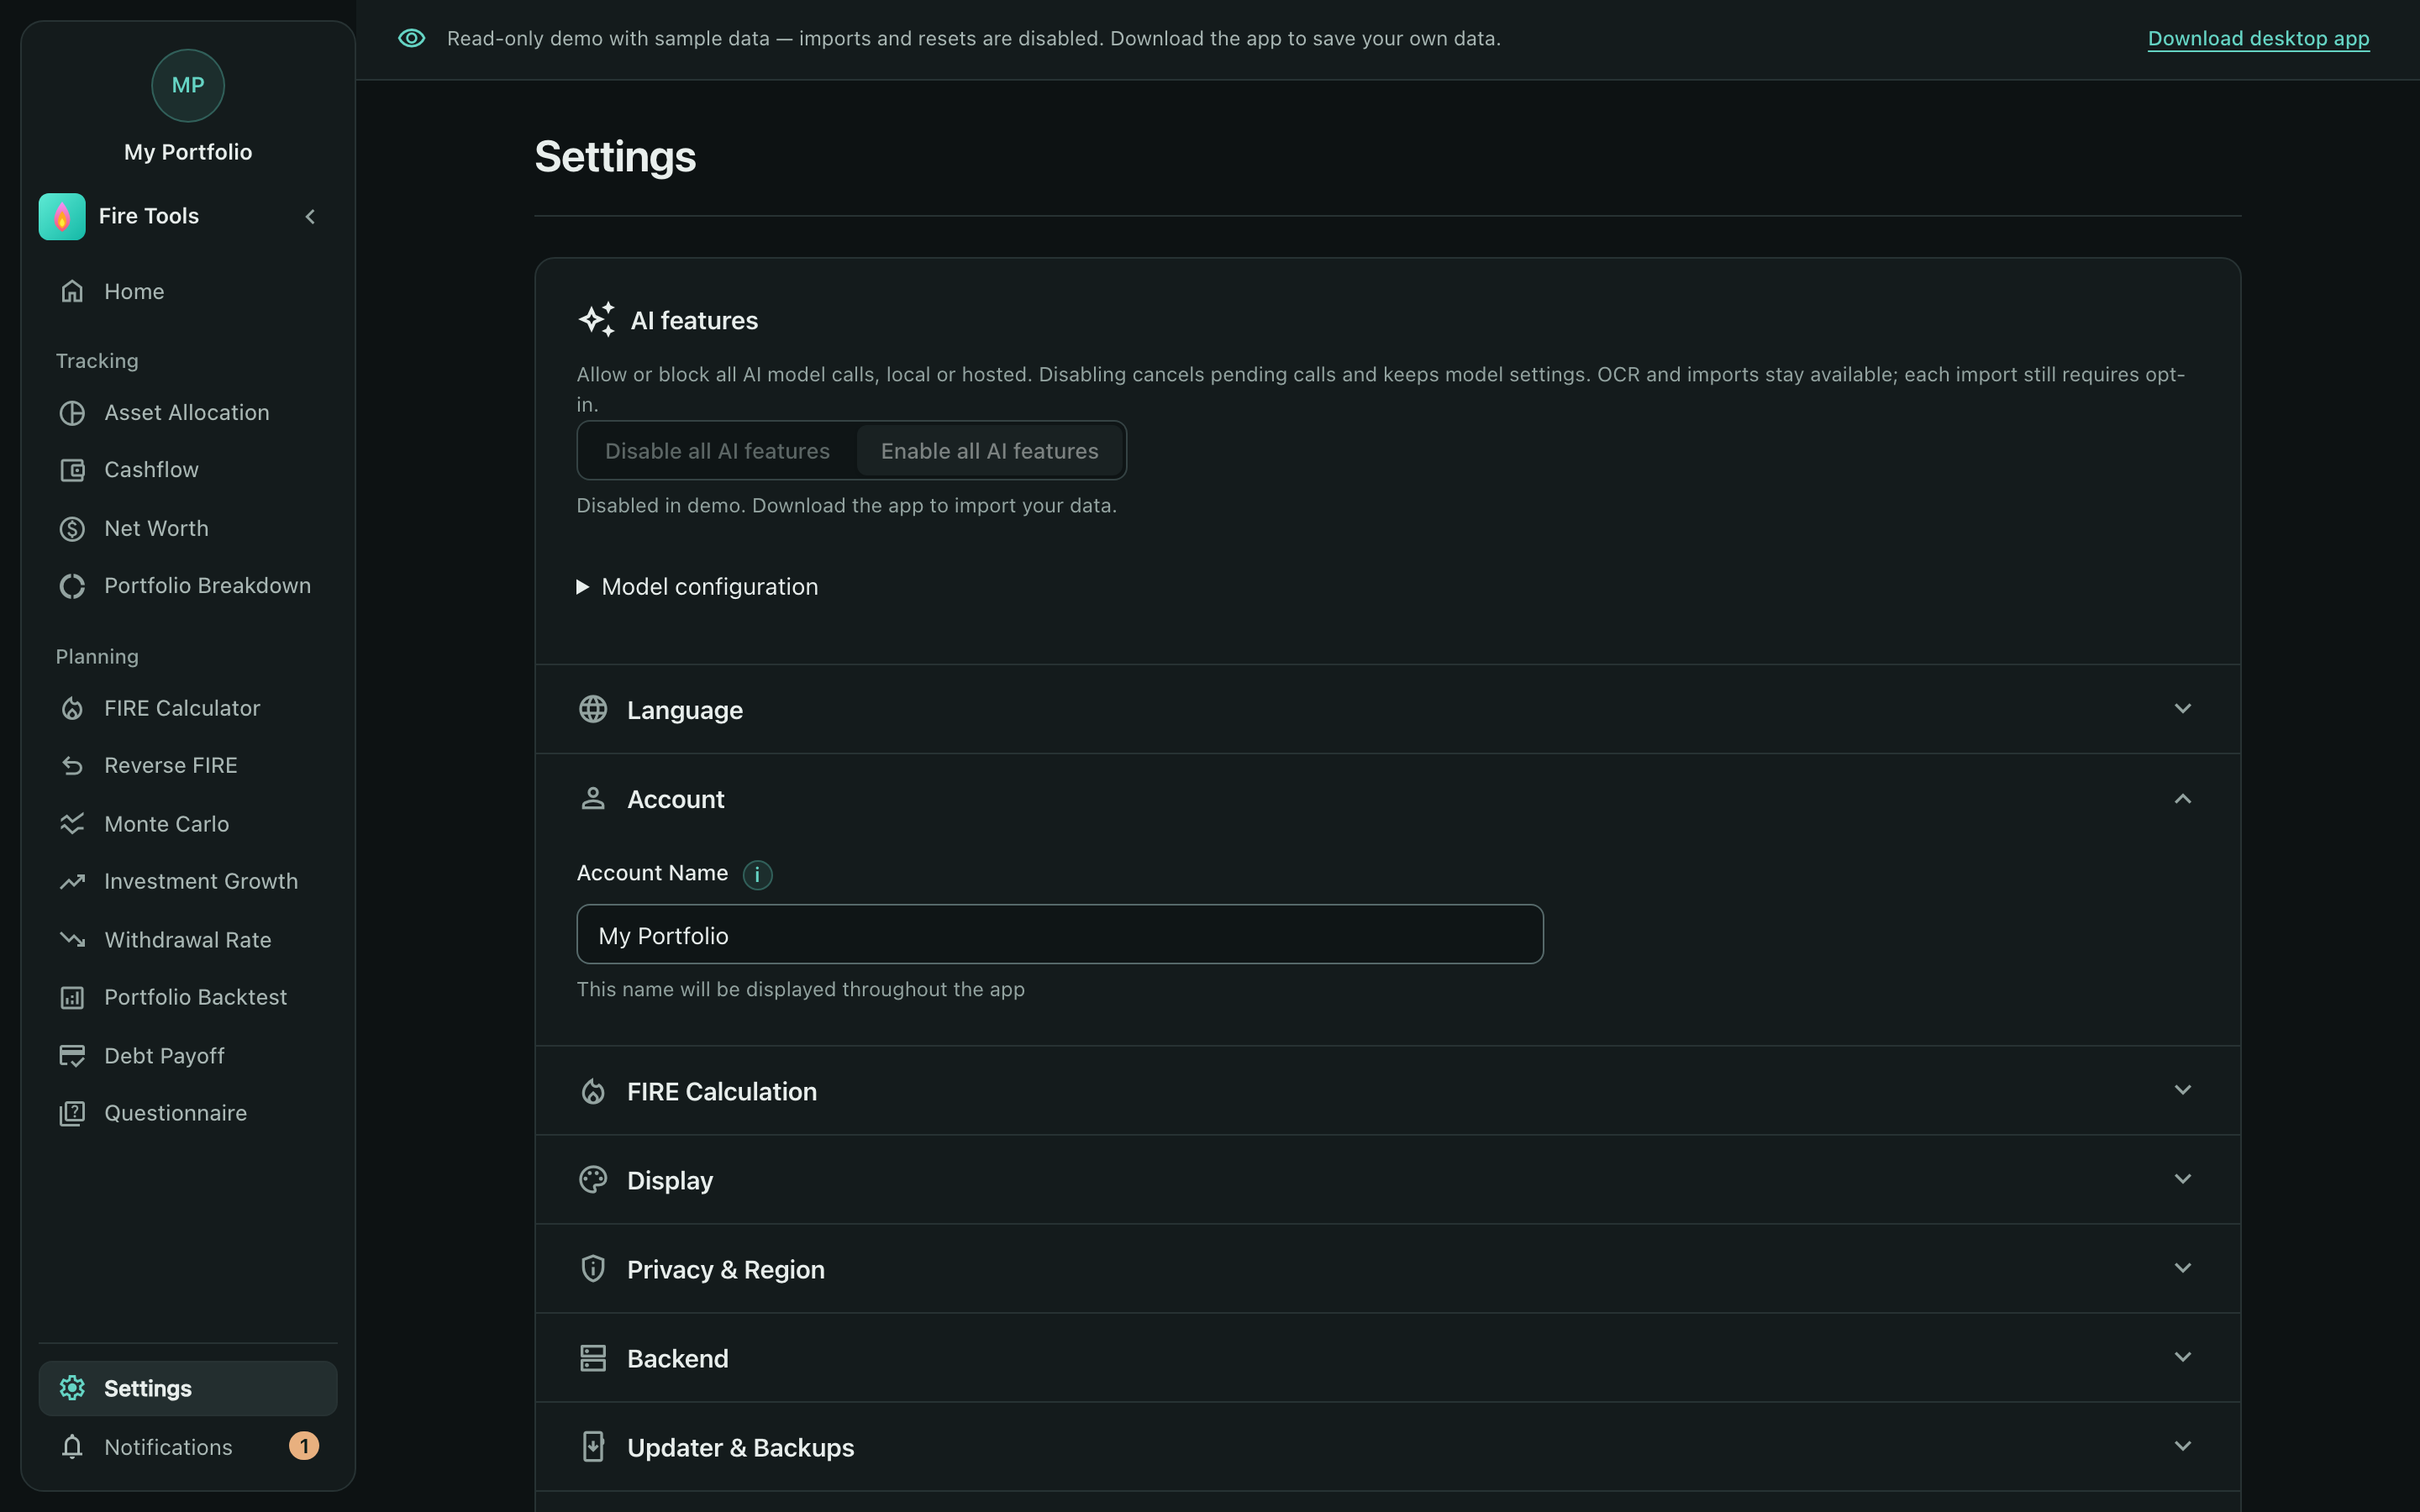 MP
My Portfolio
Fire Tools
Home
Tracking
Asset Allocation
Cashflow
Net Worth
Portfolio Breakdown
Planning
FIRE Calculator
Reverse FIRE
Monte Carlo
Investment Growth
Withdrawal Rate
Portfolio Backtest
Debt Payoff
Questionnaire
Settings
Notifications 1
Read-only demo with sample data — imports and resets are disabled. Download the app to save your own data.
Download desktop app
Settings
AI features
Allow or block all AI model calls, local or hosted. Disabling cancels pending calls and keeps model settings. OCR and imports stay available; each import still requires opt-
in.
Disable all AI features Enable all AI features
Disabled in demo. Download the app to import your data.
Model configuration
Language
Account
Account Name i
My Portfolio
This name will be displayed throughout the app
FIRE Calculation
Display
Privacy & Region
Backend
Updater & Backups